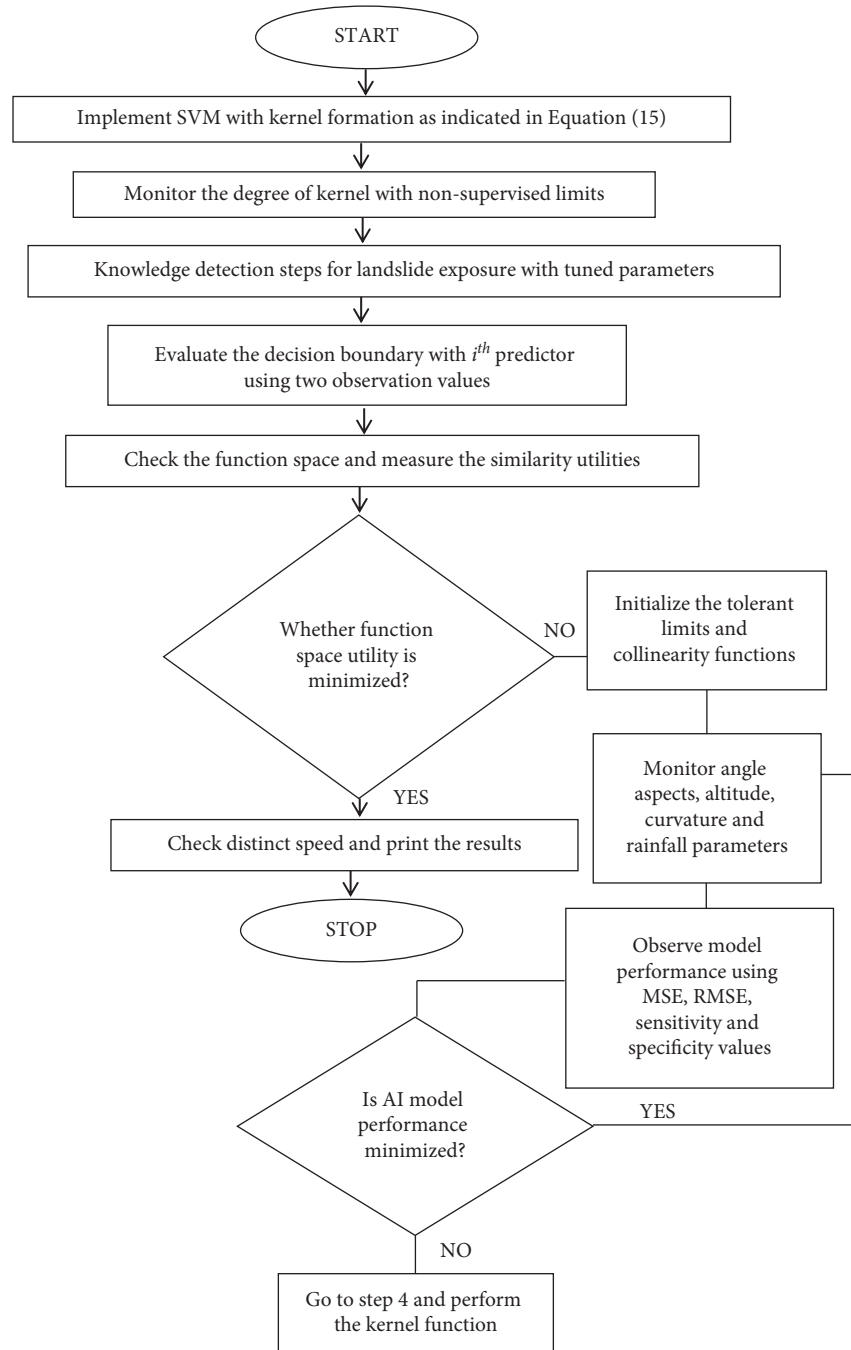 START
Implement SVM with kernel formation as indicated in Equation (15)
Monitor the degree of kernel with non-supervised limits
Knowledge detection steps for landslide exposure with tuned parameters
Evaluate the decision boundary with i^th predictor
using two observation values
Check the function space and measure the similarity utilities
Whether function
space utility is
minimized?
NO
Initialize the tolerant
limits and
collinearity functions
Monitor angle
aspects, altitude,
curvature and
rainfall parameters
YES
Check distinct speed and print the results
STOP
Observe model
performance using
MSE, RMSE,
sensitivity and
specificity values
Is AI model
performance
minimized?
YES
NO
Go to step 4 and perform
the kernel function